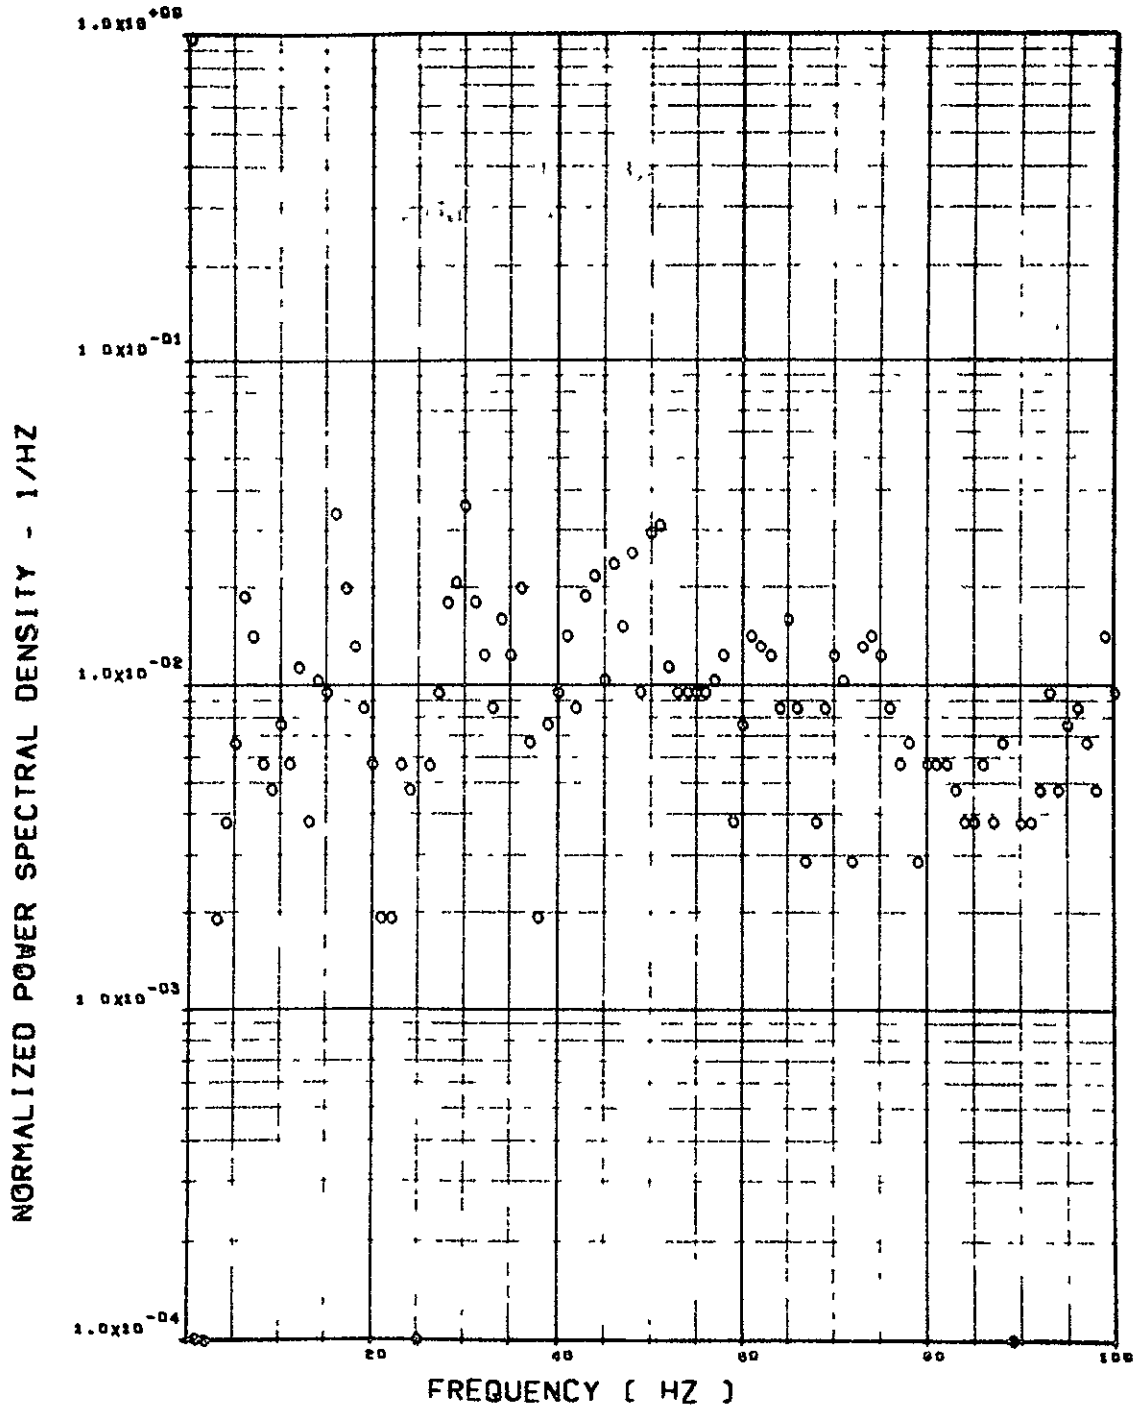 1.0X10+00
1.0X10-01
1.0X10-02
1.0X10-03
1.0X10-04
NORMALIZED POWER SPECTRAL DENSITY - 1/HZ
20 40 60 80 100
FREQUENCY ( HZ )